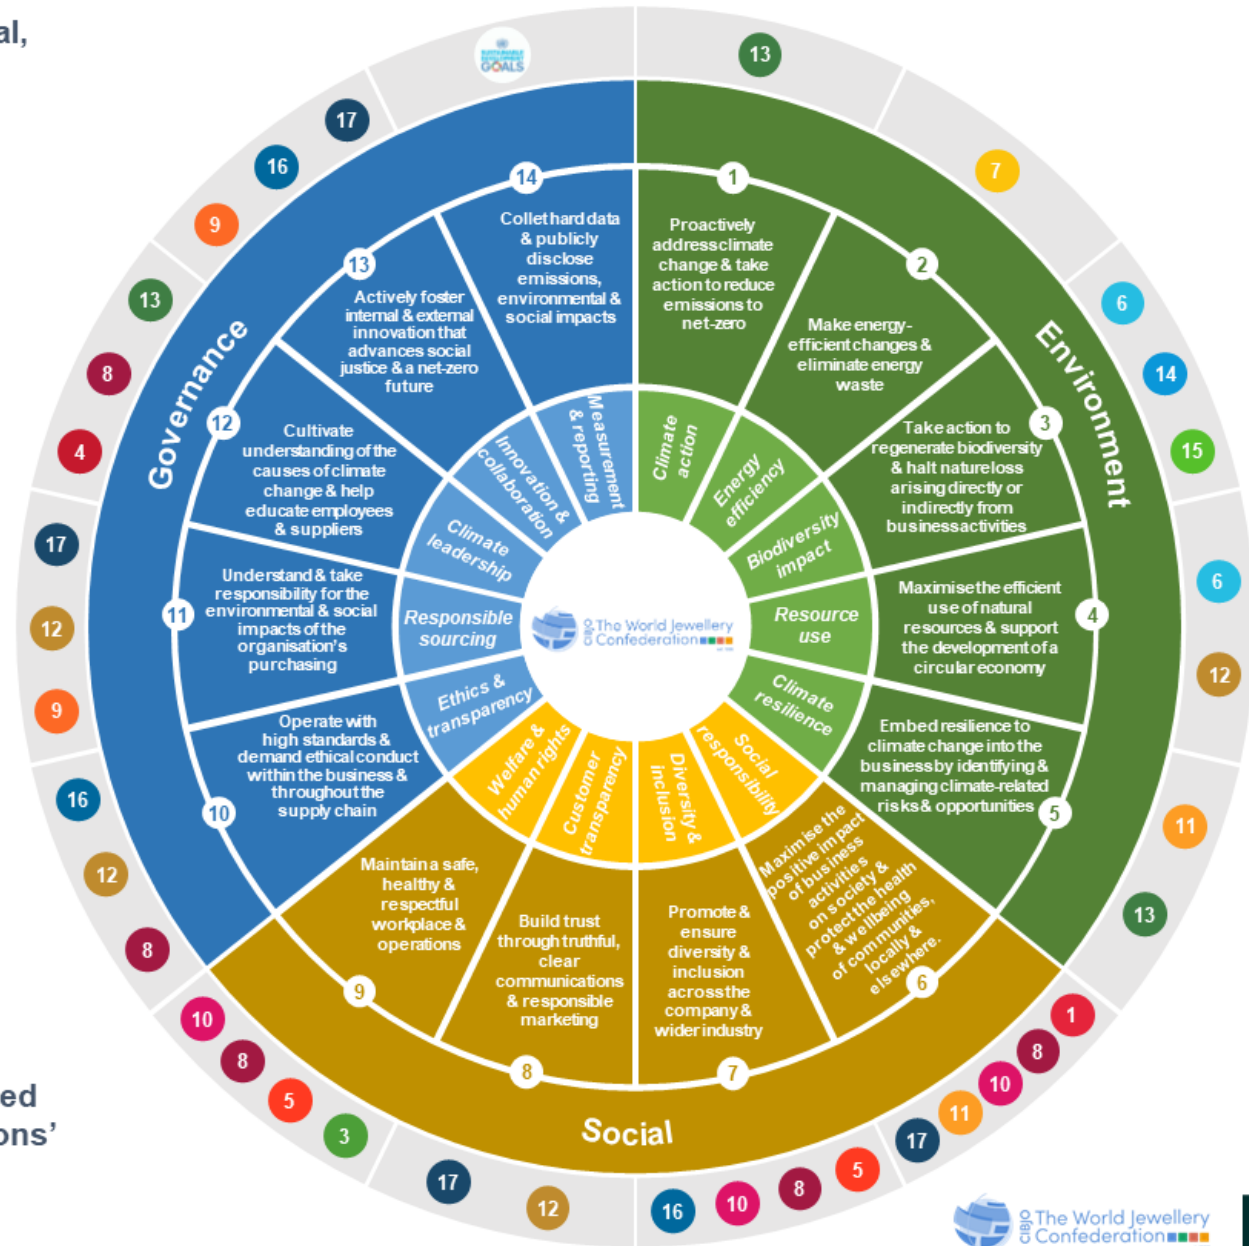 al,
SUSTAINABLE
DEVELOPMENT
GOALS
13
7
6
14
15
6
12
11
13
1
8
10
11
17
5
8
10
16
12
17
3
5
8
10
8
12
16
9
12
17
4
8
13
9
16
17
Environment
1
Proactively
address climate
change & take
action to reduce
emissions to
net-zero
Climate
action
2
Make energy-
efficient changes &
eliminate energy
waste
Energy
efficiency
3
Take action to
regenerate biodiversity
& halt nature loss
arising directly or
indirectly from
business activities
Biodiversity
impact
4
Maximise the efficient
use of natural
resources & support
the development of a
circular economy
Resource
use
5
Embed resilience to
climate change into the
business by identifying &
managing climate-related
risks & opportunities
Climate
resilience
Social
6
Maximise the
positive impact
of business
activities
on society &
protect the health
& wellbeing
of communities,
locally &
elsewhere.
Social
responsibility
7
Promote &
ensure
diversity &
inclusion
across the
company &
wider industry
Diversity &
inclusion
8
Build trust
through truthful,
clear
communications
& responsible
marketing
Customer
transparency
9
Maintain a safe,
healthy &
respectful
workplace &
operations
Welfare &
human rights
Governance
10
Operate with
high standards &
demand ethical conduct
within the business &
throughout the
supply chain
Ethics &
transparency
11
Understand & take
responsibility for the
environmental & social
impacts of the
organisation's
purchasing
Responsible
sourcing
12
Cultivate
understanding of the
causes of climate
change & help
educate employees
& suppliers
Climate
leadership
13
Actively foster
internal & external
innovation that
advances social
justice & a net-zero
future
Innovation &
collaboration
14
Collet hard data
& publicly
disclose
emissions,
environmental &
social impacts
Measurement
& reporting
CIBJO
The World Jewellery
Confederation
ed
ons’
CIBJO
The World Jewellery
Confederation